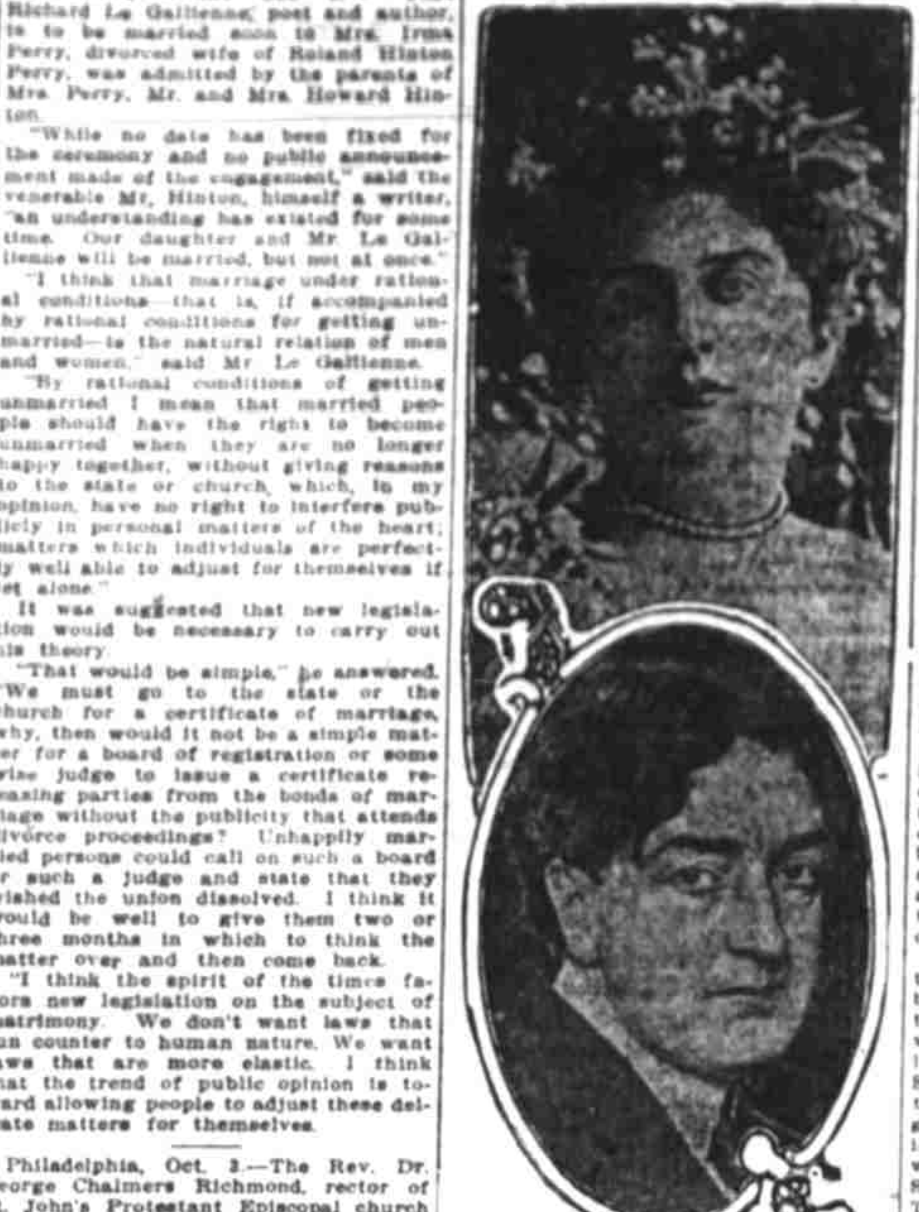 Richard Le Gallienne, poet and author,
is to be married soon to Mrs. Irma
Perry, divorced wife of Roland Hinton
Perry, was admitted by the parents of
Mrs. Perry, Mr. and Mrs. Howard Hin-
ton.
"While no date has been fixed for
the ceremony and no public announce-
ment made of the engagement," said the
venerable Mr. Hinton, himself a writer,
"an understanding has existed for some
time. Our daughter and Mr. Le Gal-
lienne will be married, but not at once."
"I think that marriage under ration-
al conditions—that is, if accompanied
by rational conditions for getting un-
married—is the natural relation of men
and women," said Mr. Le Gallienne.
"By rational conditions of getting
unmarried I mean that married peo-
ple should have the right to become
unmarried when they are no longer
happy together, without giving reasons
to the state or church, which, in my
opinion, have no right to interfere pub-
licly in personal matters of the heart;
matters which individuals are perfect-
ly well able to adjust for themselves if
let alone."
It was suggested that new legisla-
tion would be necessary to carry out
his theory.
"That would be simple," he answered.
"We must go to the state or the
church for a certificate of marriage,
why, then would it not be a simple mat-
ter for a board of registration or some
wise judge to issue a certificate re-
leasing parties from the bonds of mar-
riage without the publicity that attends
divorce proceedings? Unhappily mar-
ried persons could call on such a board
or such a judge and state that they
wished the union dissolved. I think it
would be well to give them two or
three months in which to think the
matter over and then come back.
"I think the spirit of the times fa-
vors new legislation on the subject of
matrimony. We don't want laws that
run counter to human nature. We want
laws that are more elastic. I think
that the trend of public opinion is to-
ward allowing people to adjust these del-
icate matters for themselves.
Philadelphia, Oct. 3.—The Rev. Dr.
George Chalmers Richmond, rector of
St. John's Protestant Episcopal church